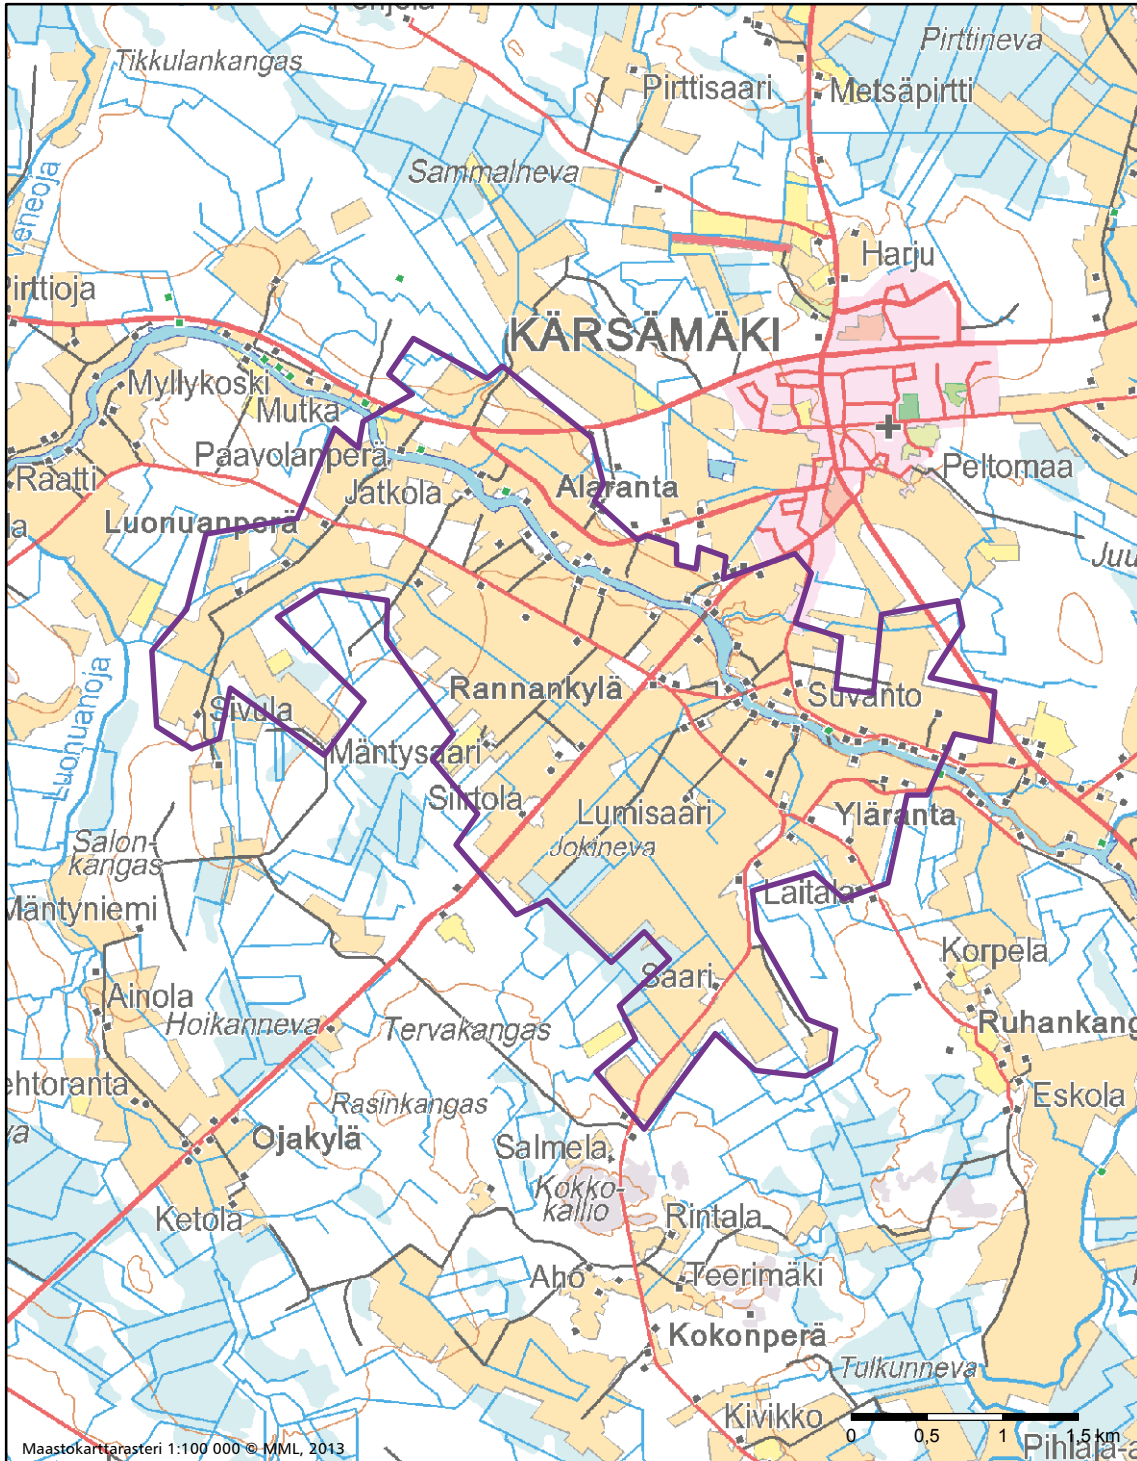 Tikkulankangas
Pirttineva
Pirttisaari
Metsäpirtti
Sammalneva
Harju
KÄRSÄMÄKI
Myllykoski
Mutka
Paavolanperä
Raatti
Jatkola
Alaranta
Peltomaa
Luonuanperä
Luonuanoja
Rannankylä
Suvanto
Sivula
Mäntysaari
Siirtola
Lumisaari
Yläranta
Jokineva
Salon-
kangas
Laitala
Mäntyniemi
Korpela
Saari
Ainola
Hoikanneva
Tervakangas
Rasinkangas
Eskola
Ojakylä
Salmela
Kokko-
kallio
Ketola
Rintala
Aho
Teerimäki
Kokonperä
Tulkunneva
Kivikko
0 0,5 1 1,5 km
Maastokarttarasteri 1:100 000 © MML, 2013